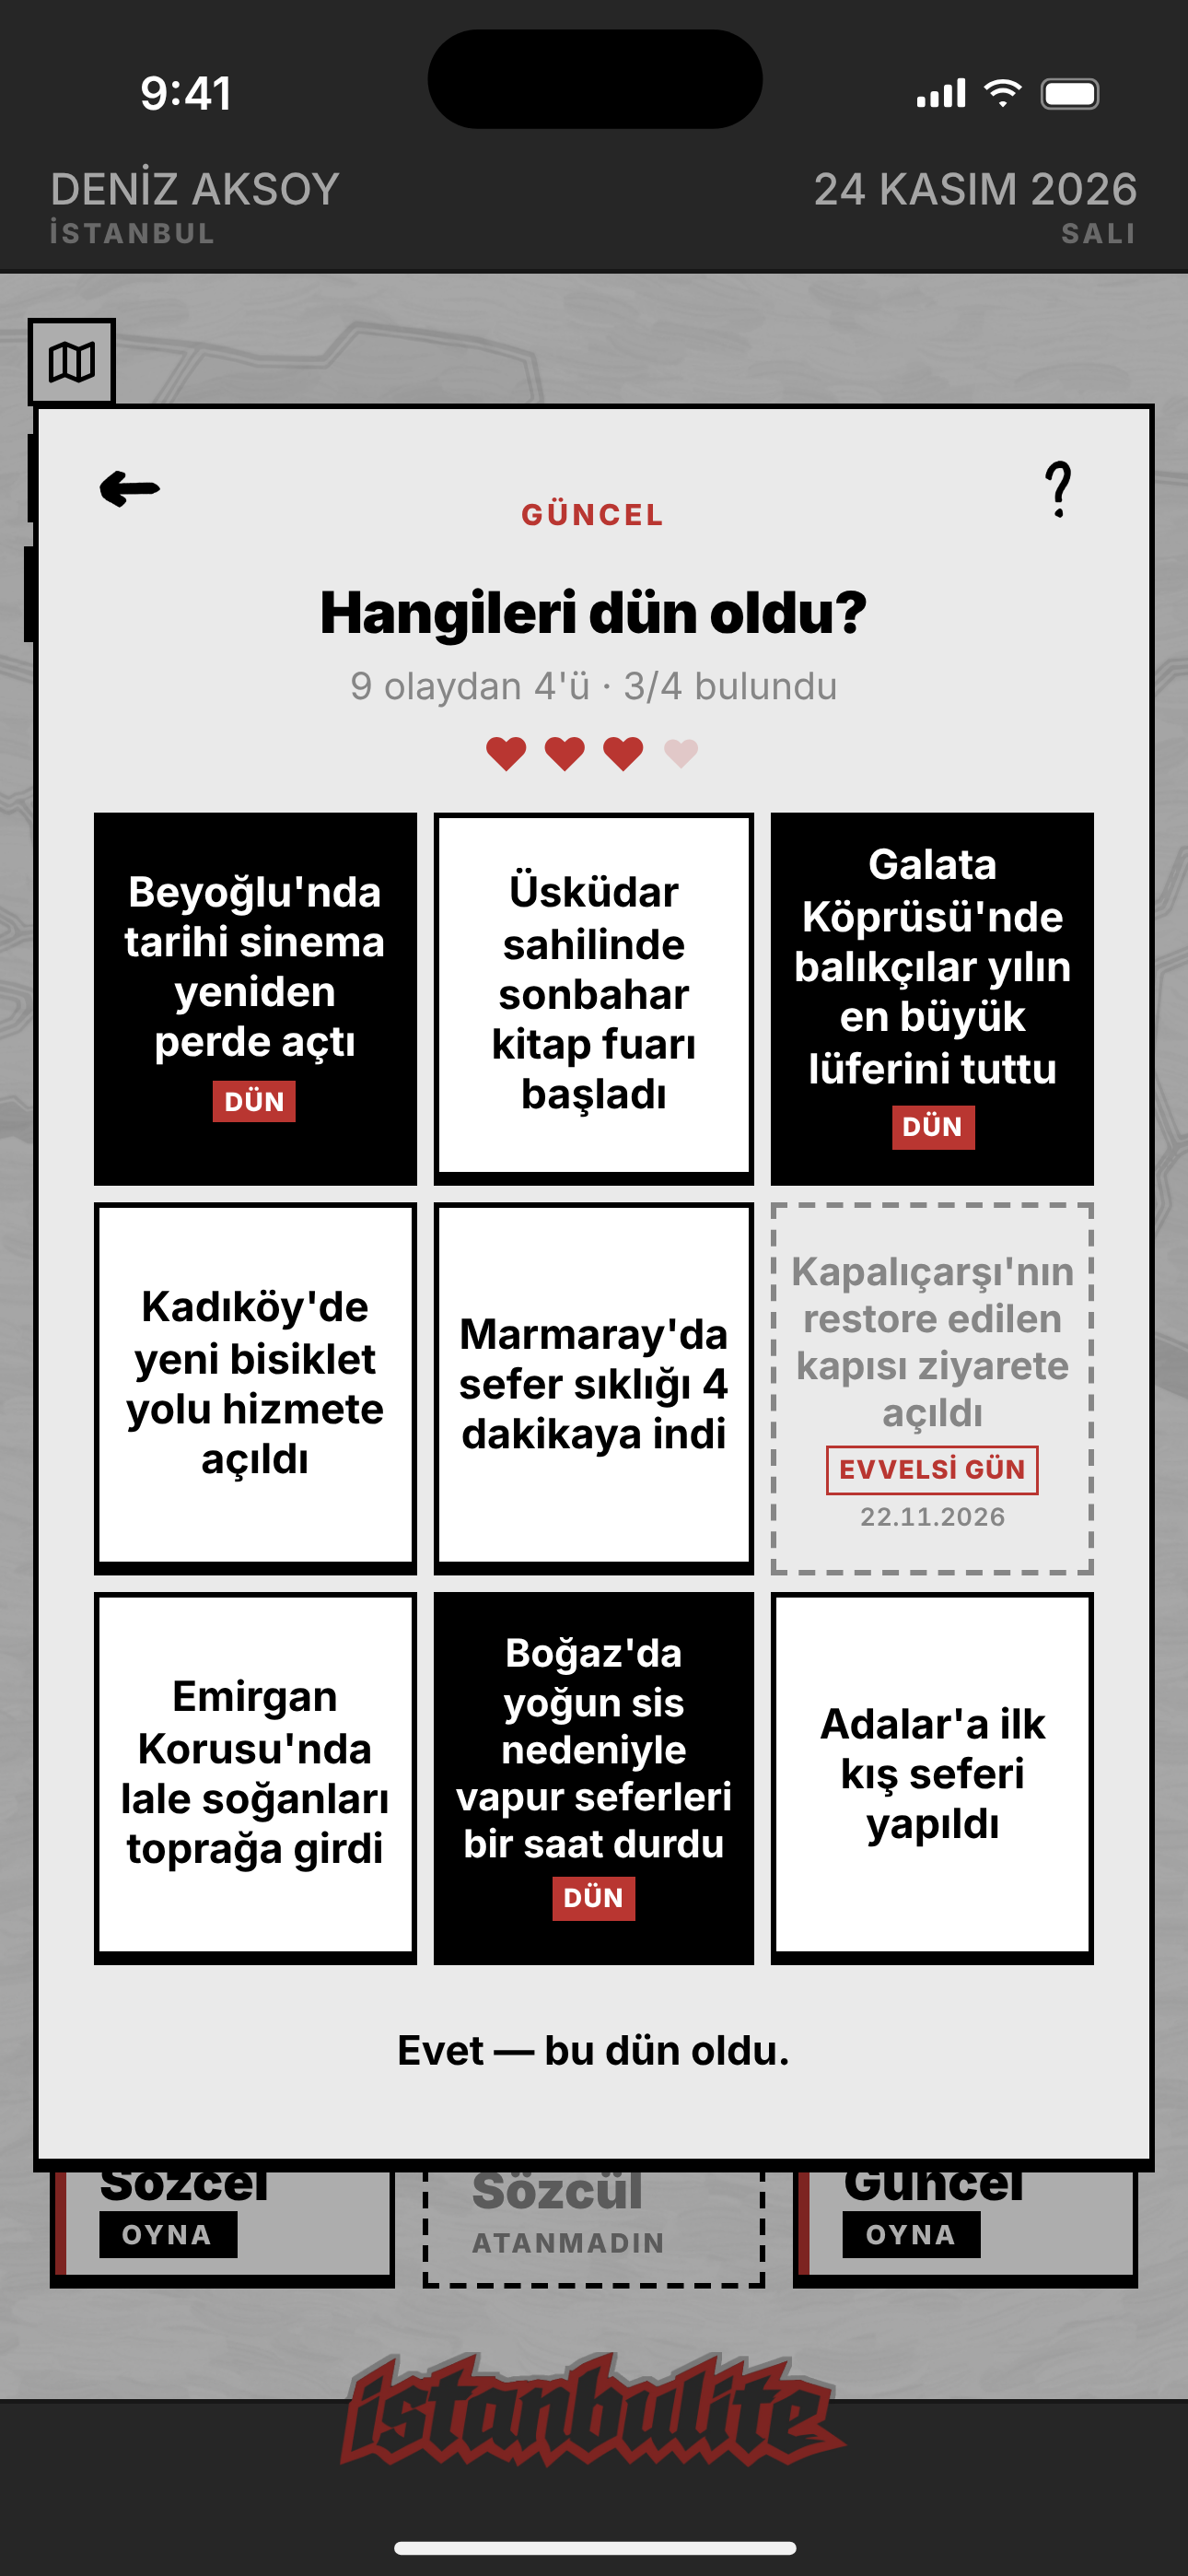 9:41
DENİZ AKSOY
24 KASIM 2026
İSTANBUL
SALI
GÜNCEL
?
Hangileri dün oldu?
9 olaydan 4'ü · 3/4 bulundu
Beyoğlu'nda
tarihi sinema
yeniden
perde açtı
DÜN
Üsküdar
sahilinde
sonbahar
kitap fuarı
başladı
Galata
Köprüsü'nde
balıkçılar yılın
en büyük
lüferini tuttu
DÜN
Kadıköy'de
yeni bisiklet
yolu hizmete
açıldı
Marmaray'da
sefer sıklığı 4
dakikaya indi
Kapalıçarşı'nın
restore edilen
kapısı ziyarete
açıldı
EVVELSİ GÜN
22.11.2026
Emirgan
Korusu'nda
lale soğanları
toprağa girdi
Boğaz'da
yoğun sis
nedeniyle
vapur seferleri
bir saat durdu
DÜN
Adalar'a ilk
kış seferi
yapıldı
Evet — bu dün oldu.
Sözcel
OYNA
Sözcül
ATANMADIN
Güncel
OYNA
istanbulite